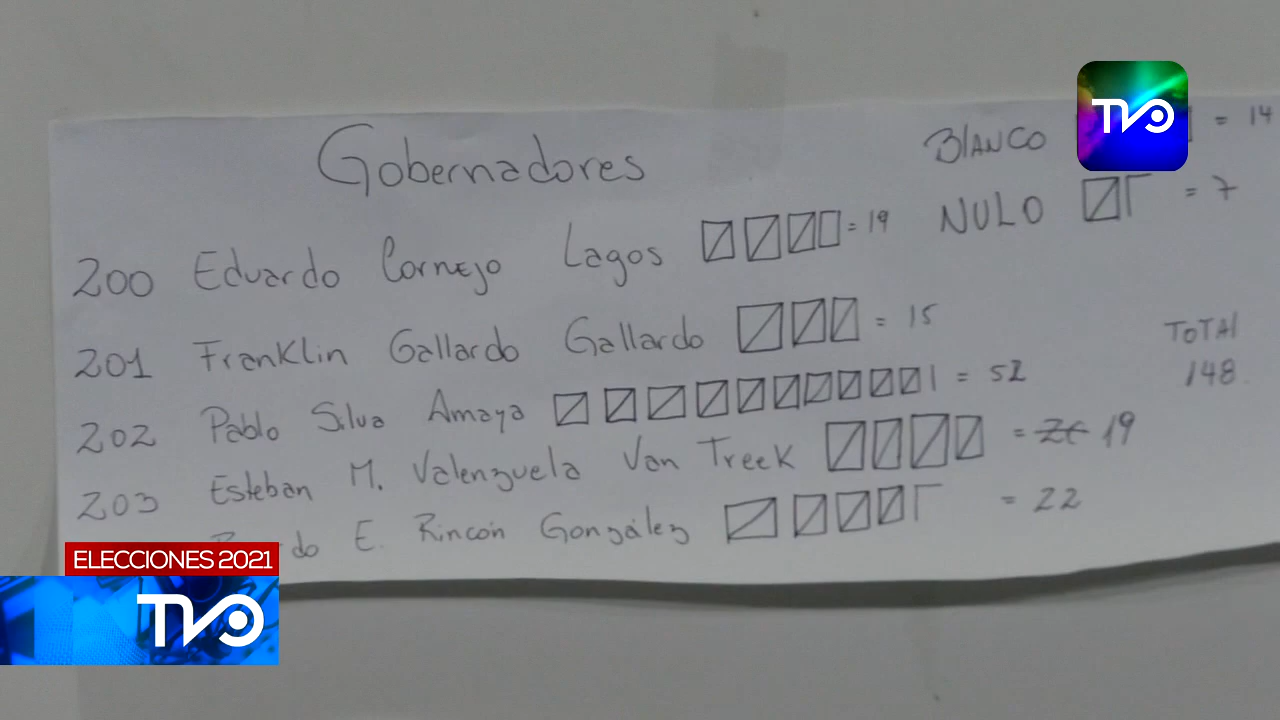 TVO
Gobernadores
BLANCO = 14
NULO = 7
200 Eduardo Cornejo Lagos = 19
201 Franklin Gallardo Gallardo = 15
TOTAL
148
202 Pablo Silva Amaya = 52
203 Esteban M. Valenzuela Van Treek = 19
E. Rincón González = 22
ELECCIONES 2021
TVO